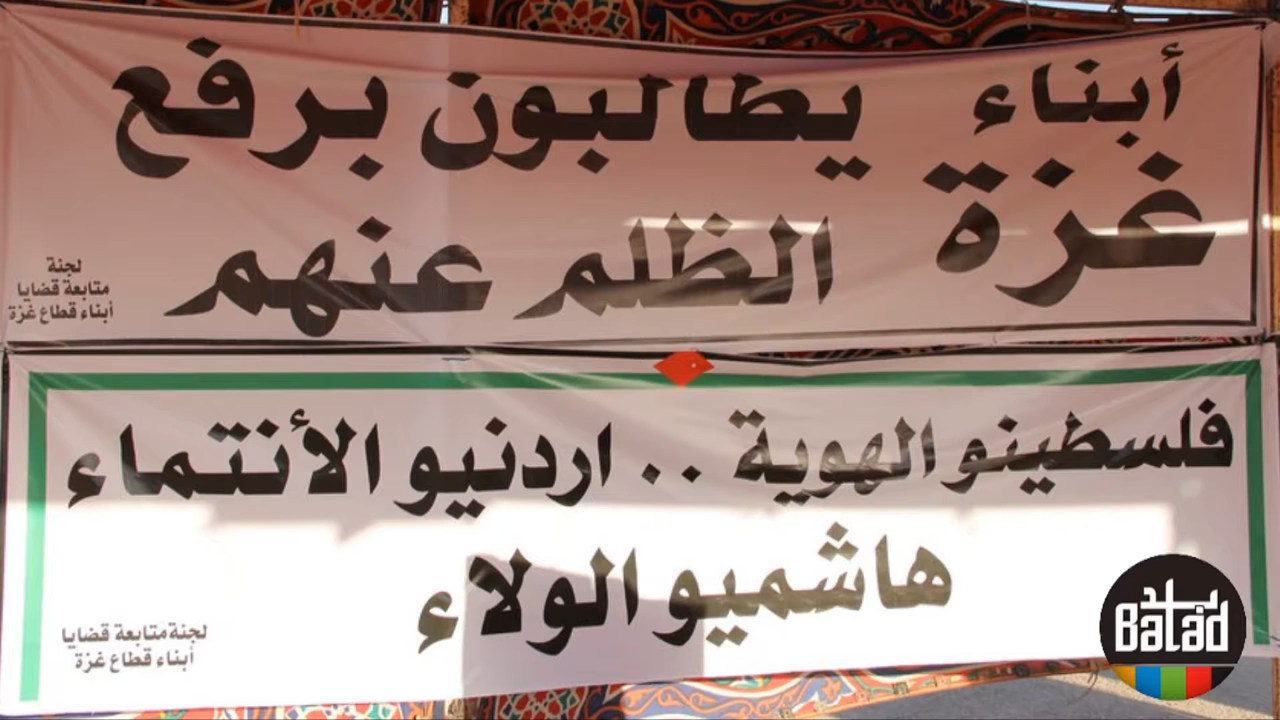 أبناء
غزة
يطالبون برفع
الظلم عنهم
لجنة
متابعة قضايا
أبناء قطاع غزة
فلسطينو الهوية .. اردنيو الأنتماء
هاشميو الولاء
لجنة متابعة قضايا
أبناء قطاع غزة
بلد
Balad